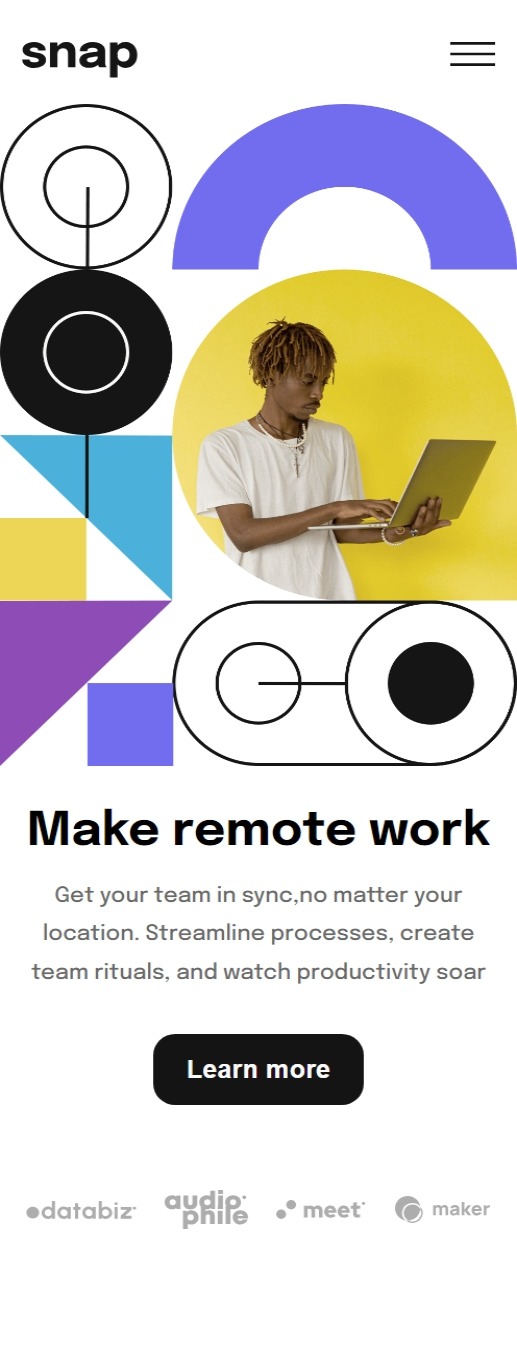 snap
Make remote work
Get your team in sync,no matter your
location. Streamline processes, create
team rituals, and watch productivity soar
Learn more
databiz
audio
phile
meet
maker